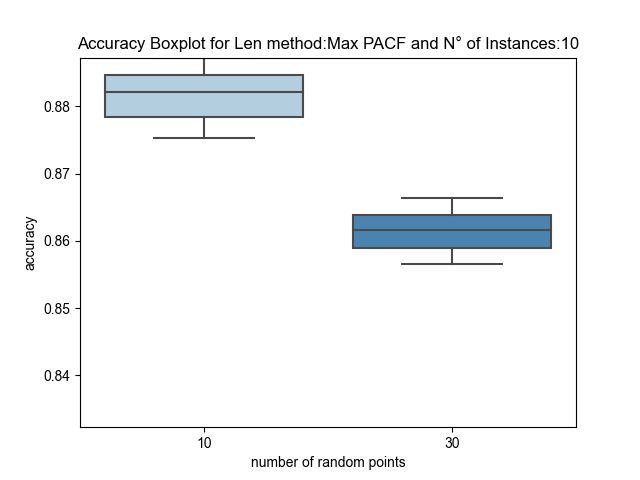 Accuracy Boxplot for Len method:Max PACF and N° of Instances:10
0.88
0.87
0.86
0.85
0.84
accuracy
10 30
number of random points